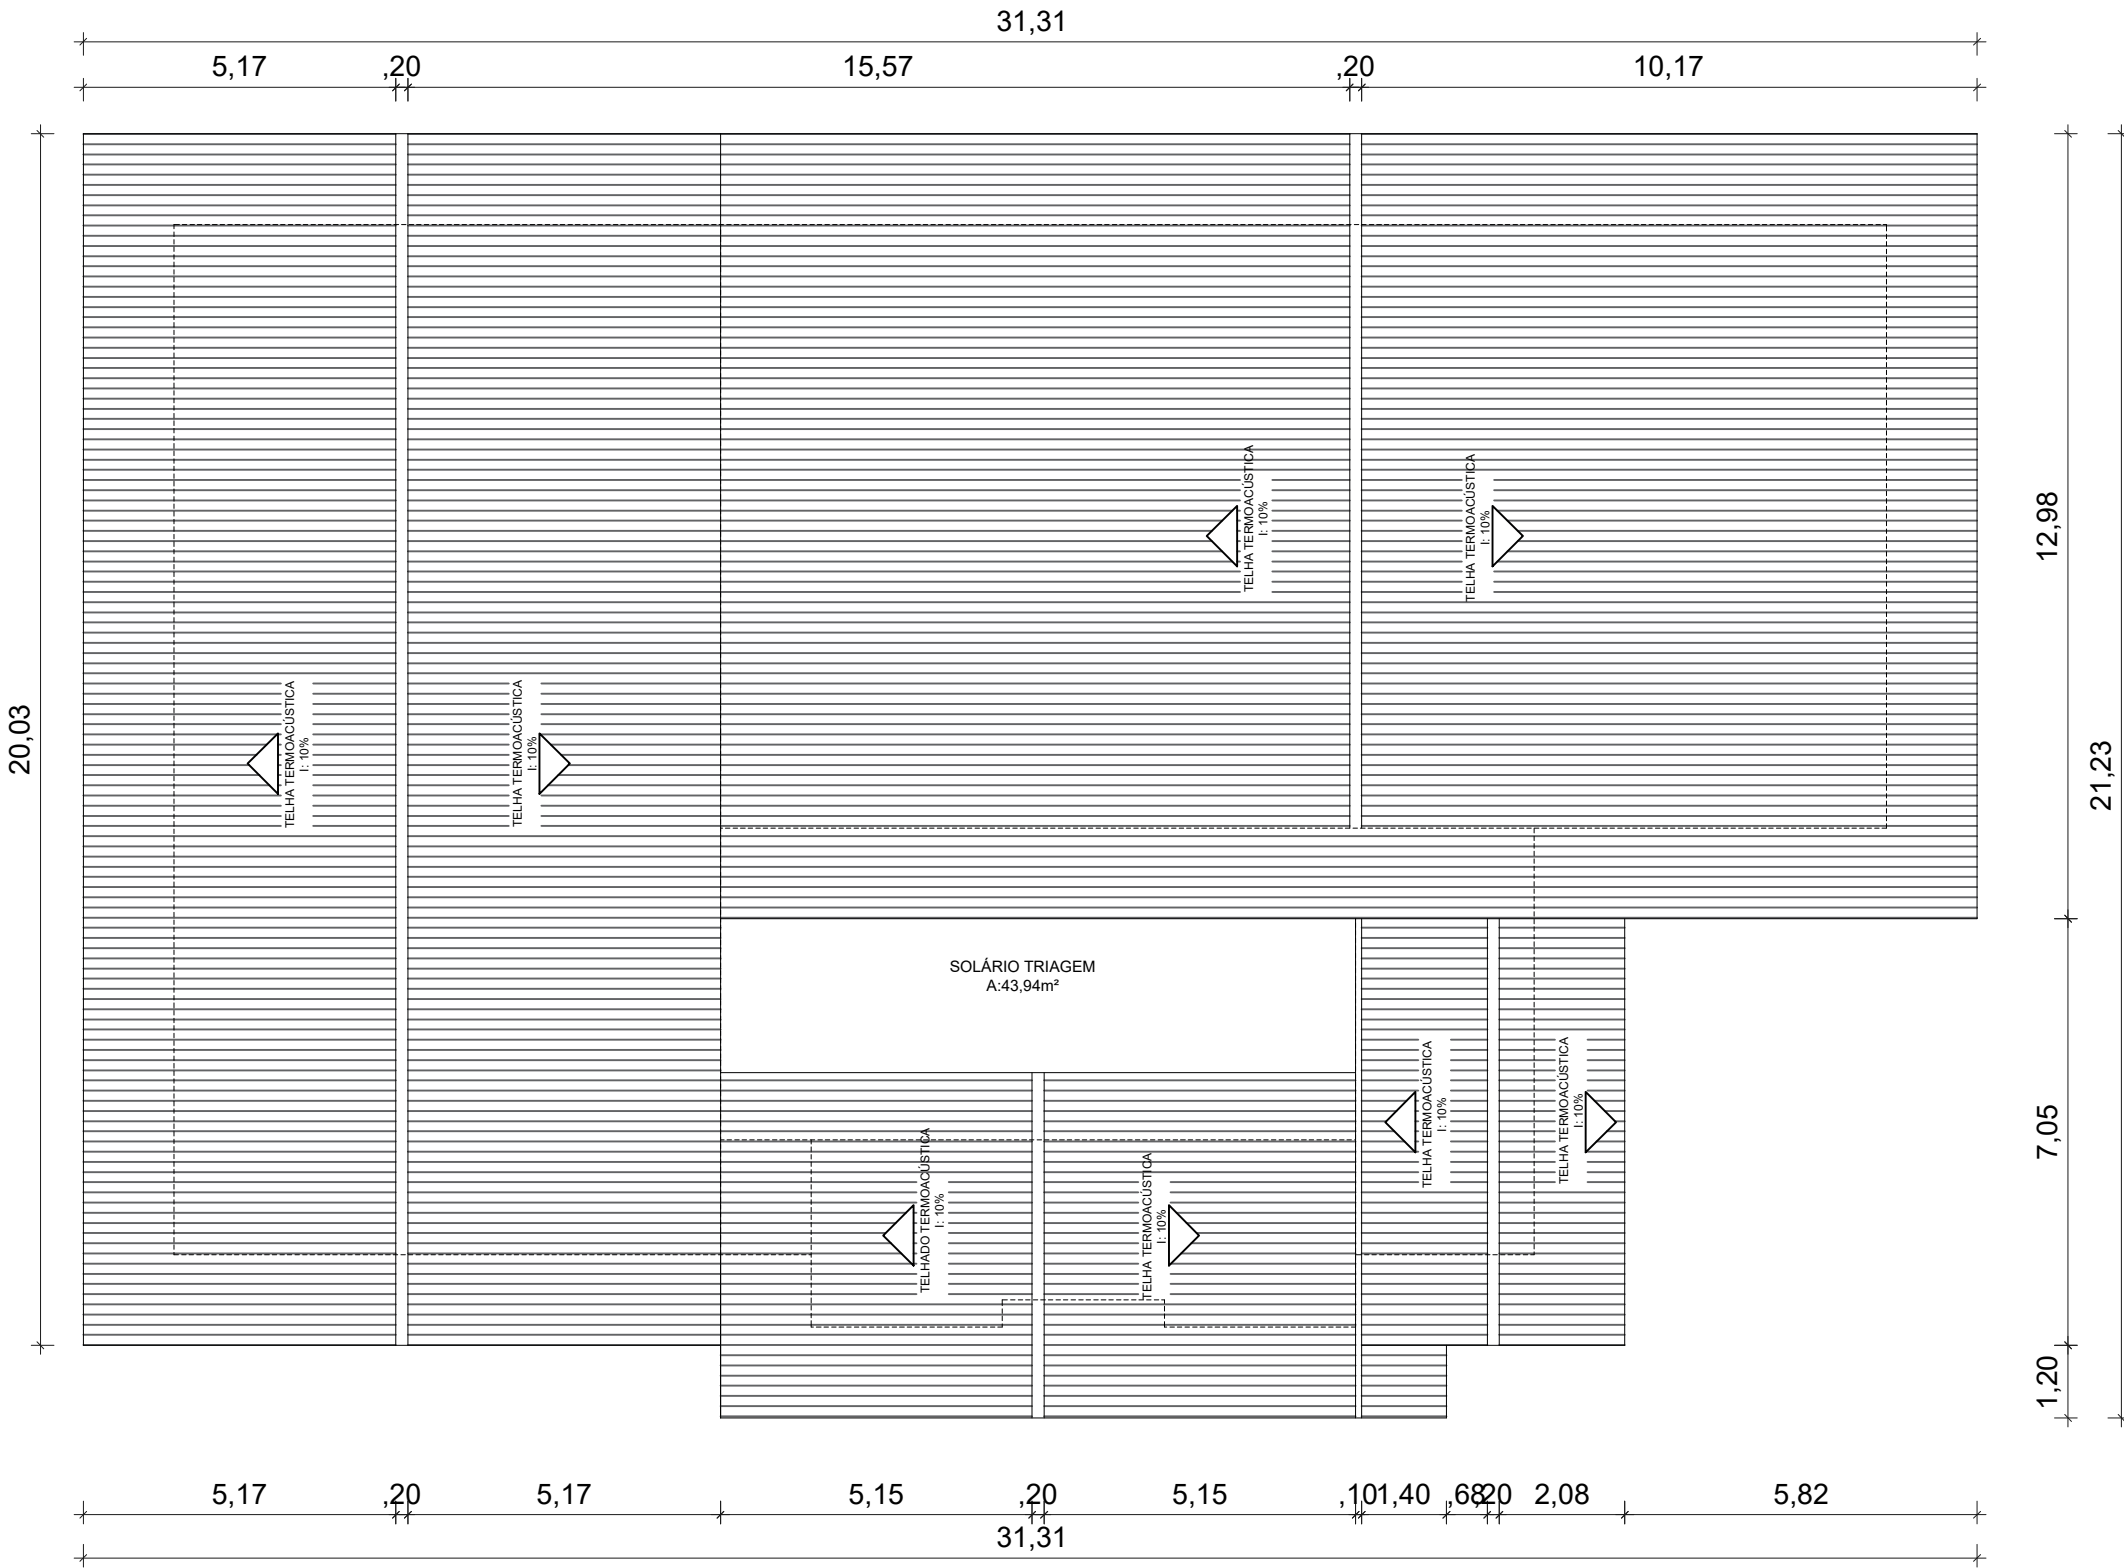 31,31
5,17
,20
15,57
,20
10,17
TELHA TERMOACÚSTICA
I: 10%
TELHA TERMOACÚSTICA
I: 10%
12,98
20,03
TELHA TERMOACÚSTICA
I: 10%
TELHA TERMOACÚSTICA
I: 10%
21,23
SOLÁRIO TRIAGEM
A:43,94m²
TELHADO TERMOACÚSTICA
I: 10%
TELHA TERMOACÚSTICA
I: 10%
TELHA TERMOACÚSTICA
I: 10%
TELHA TERMOACÚSTICA
I: 10%
7,05
1,20
5,17
,20
5,17
5,15
,20
5,15
,10
1,40
,68
,20
2,08
5,82
31,31